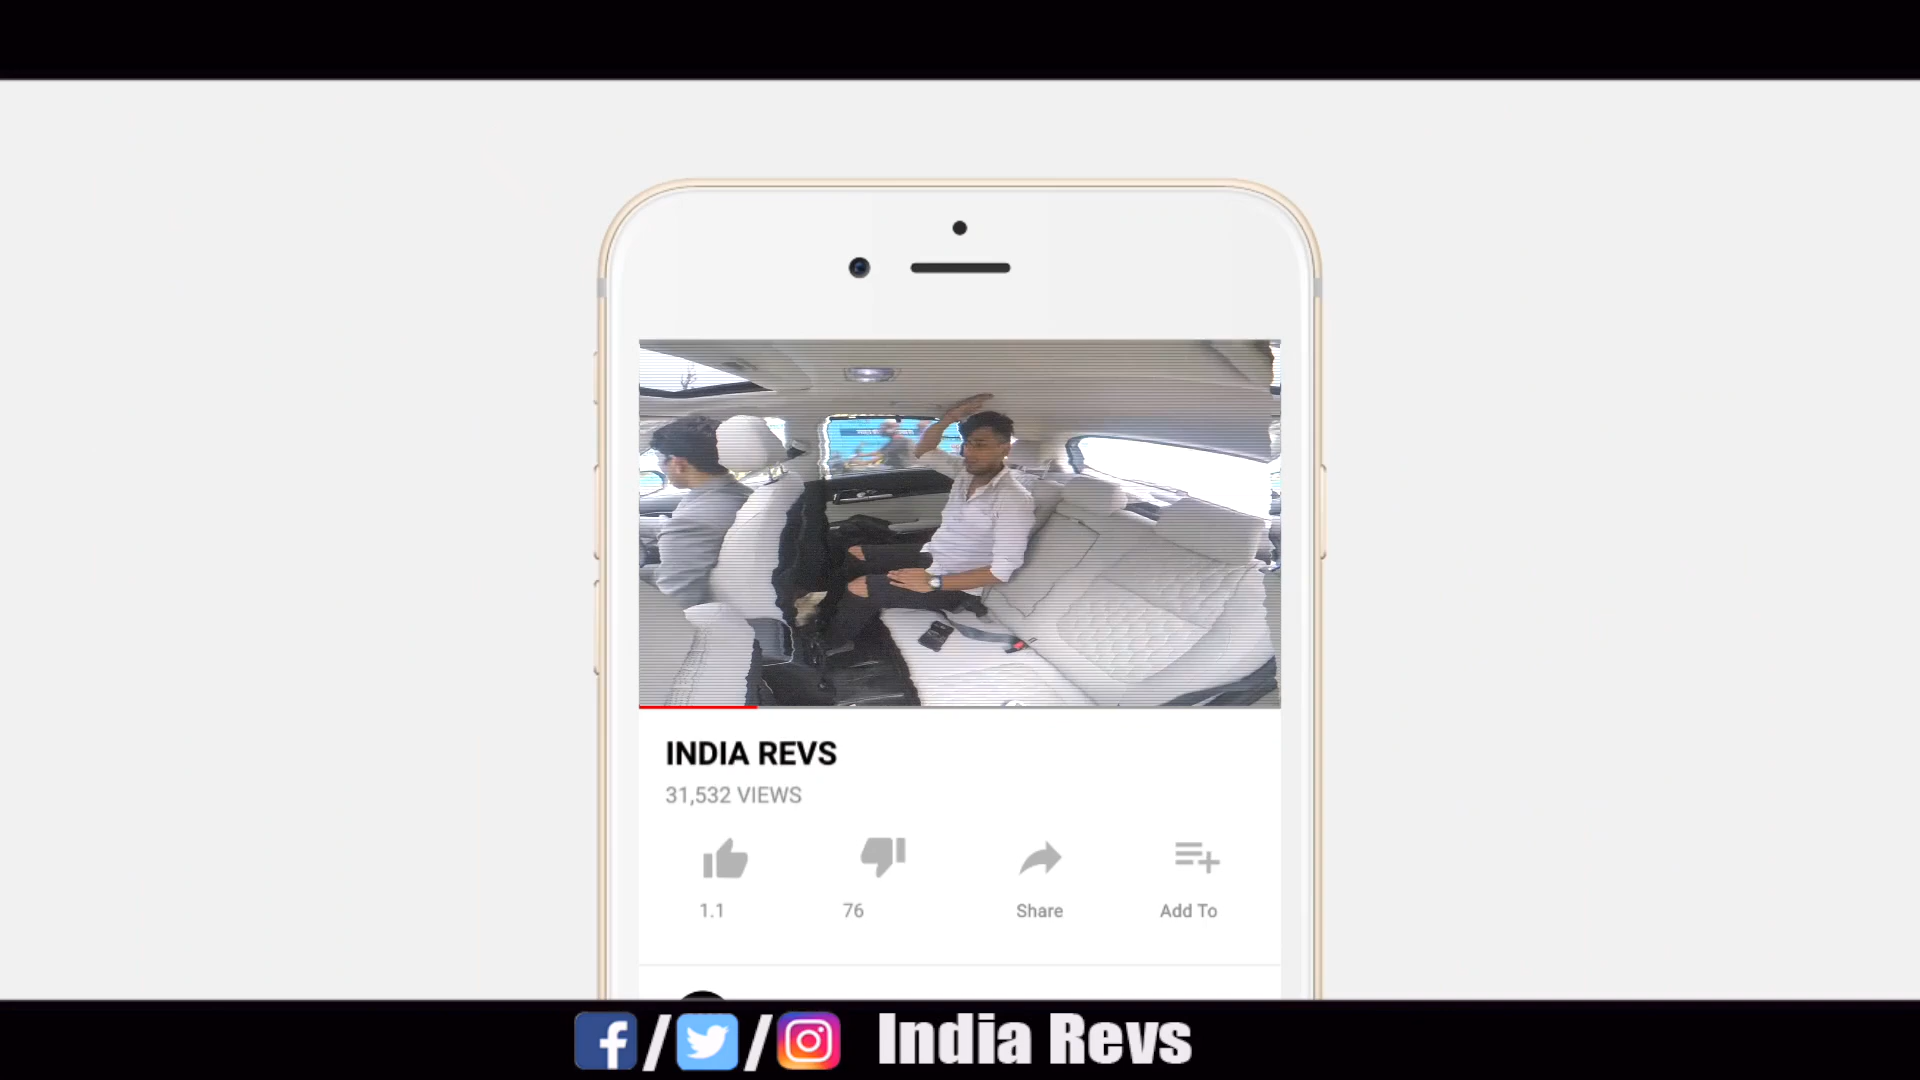 INDIA REVS
31,532 VIEWS
1.1
76
Share
Add To
India Revs